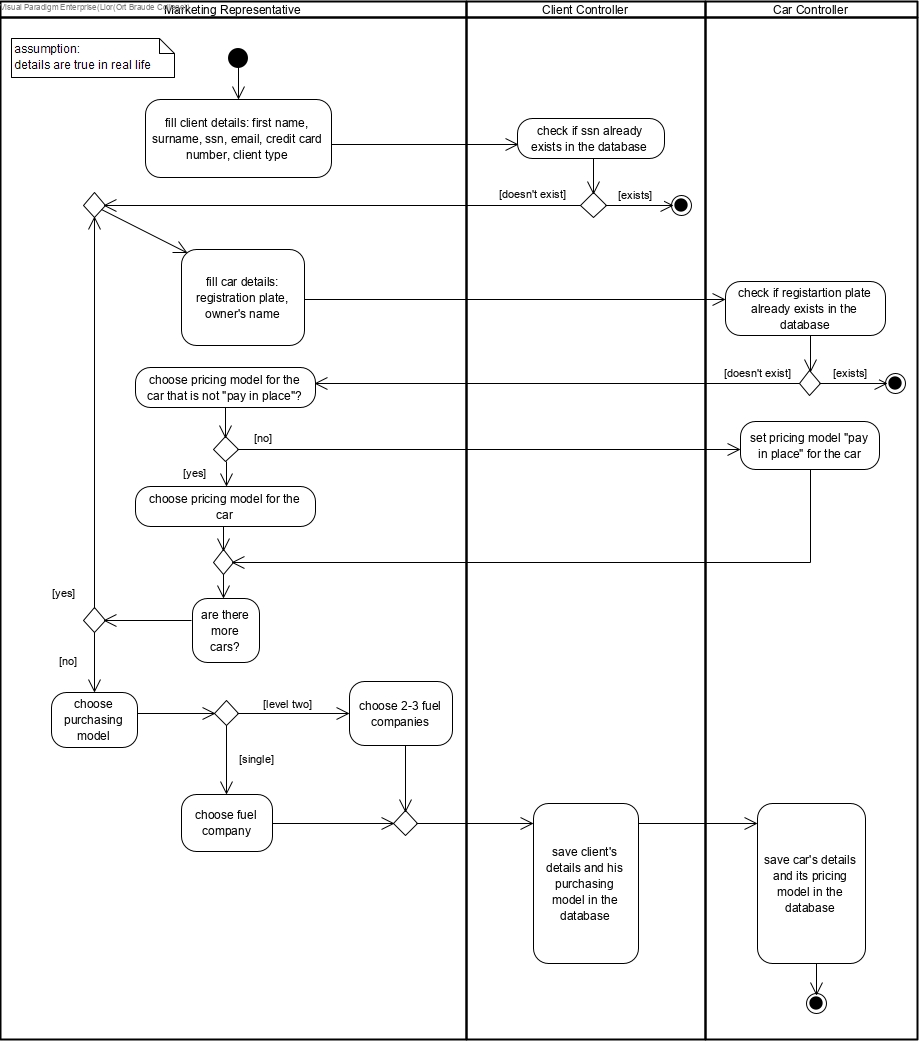 Visual Paradigm Enterprise(Lior(Ort Braude
Marketing Representative
Client Controller
Car Controller
assumption:
details are true in real life
fill client details: first name,
surname, ssn, email, credit card
number, client type
check if ssn already
exists in the database
[doesn't exist]
[exists]
fill car details:
registration plate,
owner's name
check if registartion plate
already exists in the
database
[doesn't exist]
[exists]
choose pricing model for the
car that is not "pay in place"?
[no]
set pricing model "pay
in place" for the car
[yes]
choose pricing model for the
car
are there
more
cars?
[yes]
[no]
choose
purchasing
model
[level two]
choose 2-3 fuel
companies
[single]
choose fuel
company
save client's
details and his
purchasing
model in the
database
save car's details
and its pricing
model in the
database